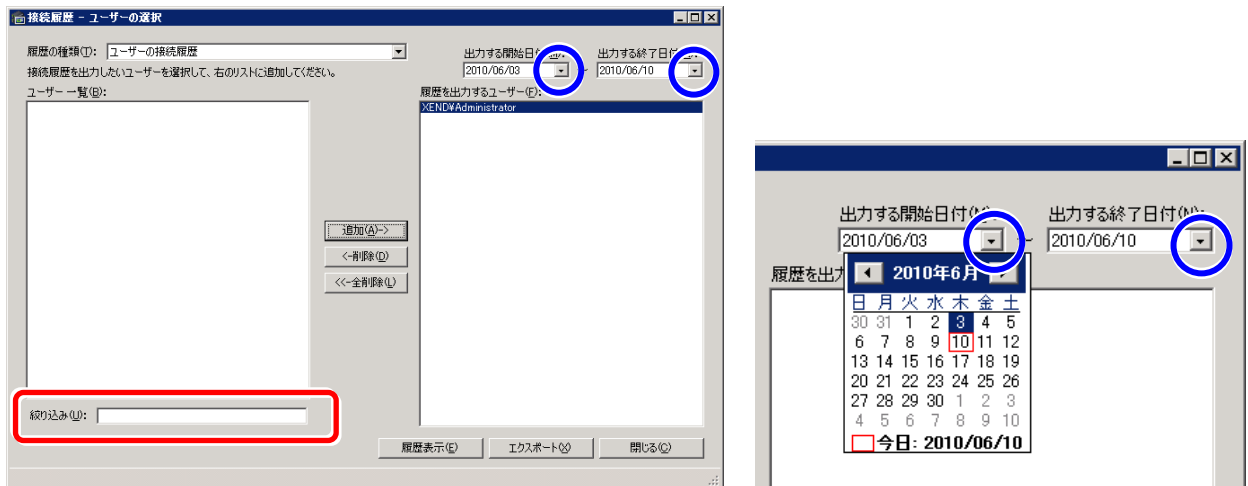 接続履歴 - ユーザーの選択
履歴の種類(T): ユーザーの接続履歴
接続履歴を出力したいユーザーを選択して、右のリストに追加してください。
ユーザー 一覧(B):
出力する開始日付
出力する終了日付
2010/06/03 ~ 2010/06/10
履歴を出力するユーザー(F):
XEND¥Administrator
追加(A)->
<-削除(D)
<<-全削除(L)
絞り込み(U):
履歴表示(E)
エクスポート(X)
閉じる(C)
出力する開始日付
出力する終了日付(N):
2010/06/03 ~ 2010/06/10
履歴を出
2010年6月
日 月 火 水 木 金 土
30 31 1 2 3 4 5
6 7 8 9 10 11 12
13 14 15 16 17 18 19
20 21 22 23 24 25 26
27 28 29 30 1 2 3
4 5 6 7 8 9 10
今日: 2010/06/10